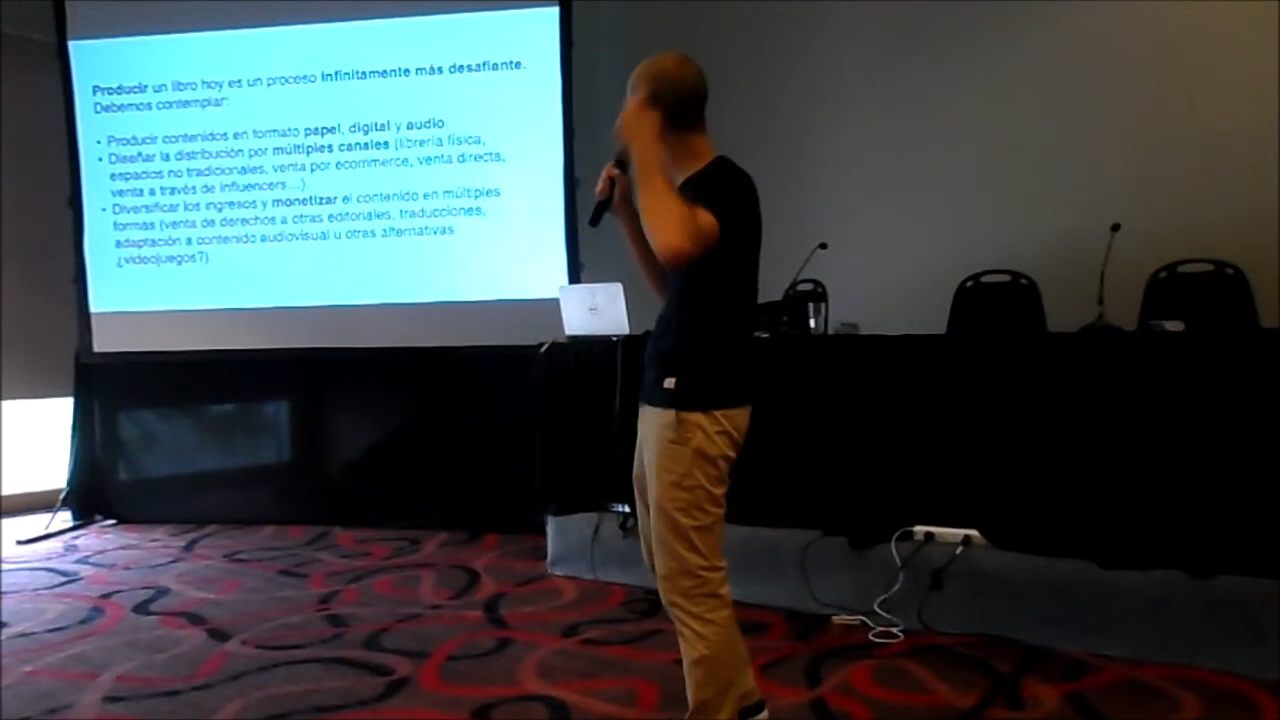 Producir un libro hoy es un proceso infinitamente más desafiante.
Debemos contemplar:
• Producir contenidos en formato papel, digital y audio
• Diseñar la distribución por múltiples canales (librería física,
espacios no tradicionales, venta por ecommerce, venta directa,
venta a través de influencers...)
• Diversificar los ingresos y monetizar el contenido en múltiples
formas (venta de derechos a otras editoriales, traducciones,
adaptación a contenido audiovisual u otras alternativas
¿videojuegos?).